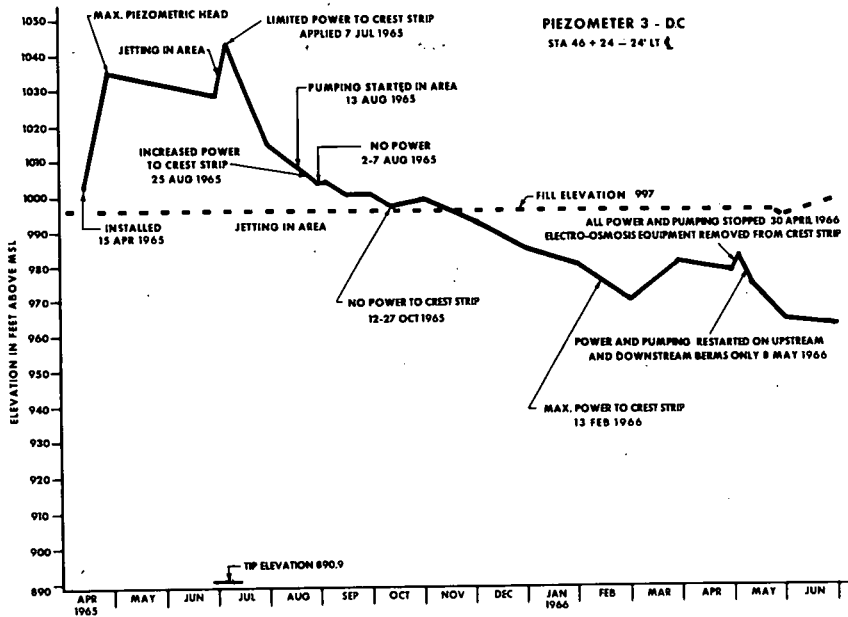 PIEZOMETER 3 - D.C
STA 46 + 24 — 24' LT ℄
MAX. PIEZOMETRIC HEAD
LIMITED POWER TO CREST STRIP
APPLIED 7 JUL 1965
JETTING IN AREA
PUMPING STARTED IN AREA
13 AUG 1965
INCREASED POWER
TO CREST STRIP
25 AUG 1965
NO POWER
2-7 AUG 1965
FILL ELEVATION 997
INSTALLED
15 APR 1965
JETTING IN AREA
ALL POWER AND PUMPING STOPPED 30 APRIL 1966
ELECTRO-OSMOSIS EQUIPMENT REMOVED FROM CREST STRIP
NO POWER TO CREST STRIP
12-27 OCT 1965
POWER AND PUMPING RESTARTED ON UPSTREAM
AND DOWNSTREAM BERMS ONLY 8 MAY 1966
MAX. POWER TO CREST STRIP
13 FEB 1966
TIP ELEVATION 890.9
ELEVATION IN FEET ABOVE MSL
1050
1040
1030
1020
1010
1000
990
980
970
960
950
940
930
920
910
900
890
APR MAY JUN JUL AUG SEP OCT NOV DEC JAN FEB MAR APR MAY JUN
1965 1966